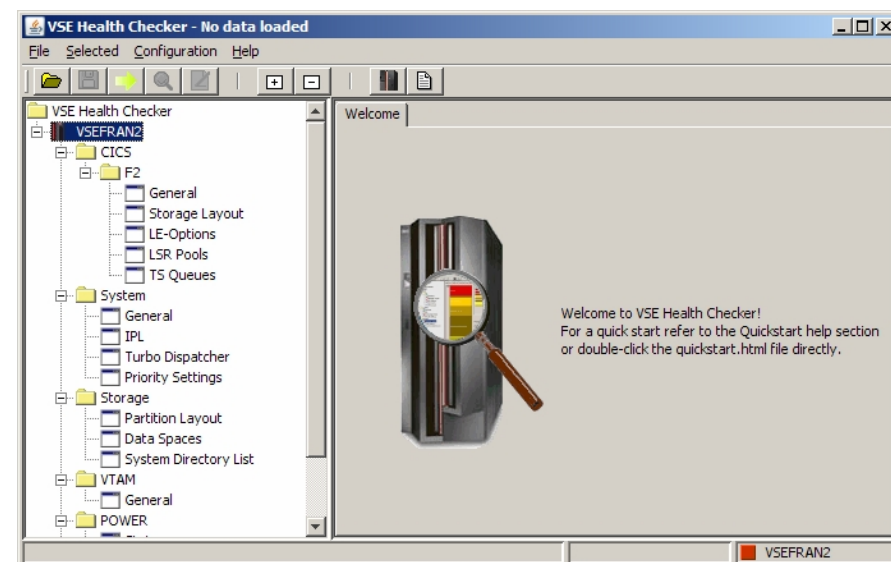 VSE Health Checker - No data loaded
File Selected Configuration Help
VSE Health Checker
VSEFRAN2
CICS
F2
General
Storage Layout
LE-Options
LSR Pools
TS Queues
System
General
IPL
Turbo Dispatcher
Priority Settings
Storage
Partition Layout
Data Spaces
System Directory List
VTAM
General
POWER
Welcome
Welcome to VSE Health Checker!
For a quick start refer to the Quickstart help section
or double-click the quickstart.html file directly.
VSEFRAN2